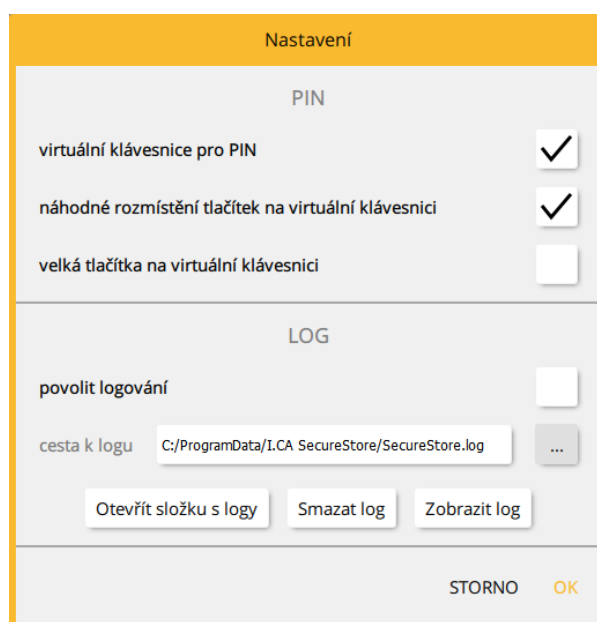 Nastavení
PIN
virtuální klávesnice pro PIN
náhodné rozmístění tlačítek na virtuální klávesnici
velká tlačítka na virtuální klávesnici
LOG
povolit logování
cesta k logu C:/ProgramData/I.CA SecureStore/SecureStore.log ...
Otevřít složku s logy Smazat log Zobrazit log
STORNO OK